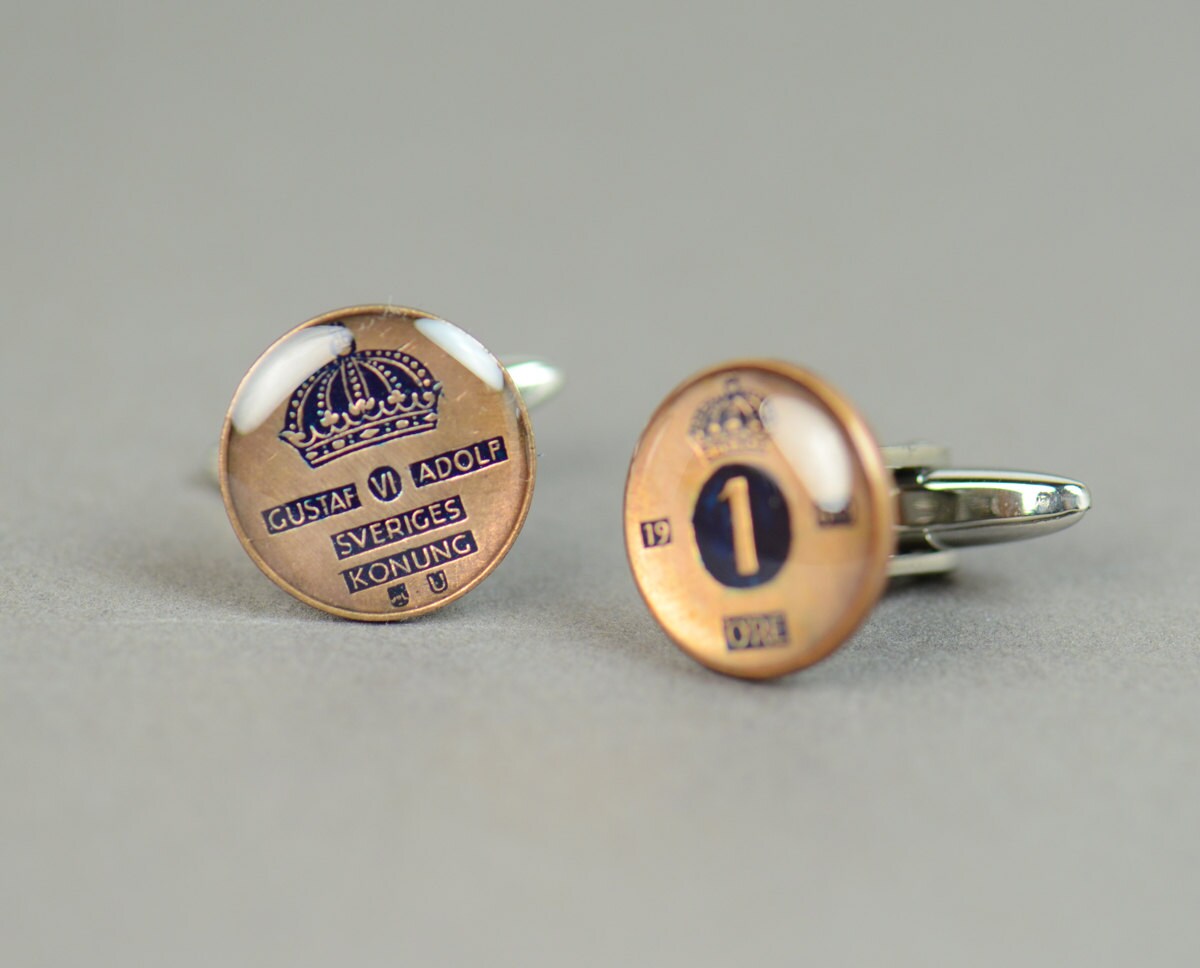 GUSTAF VI ADOLF
SVERIGES
KONUNG
U
19 1
ÖRE